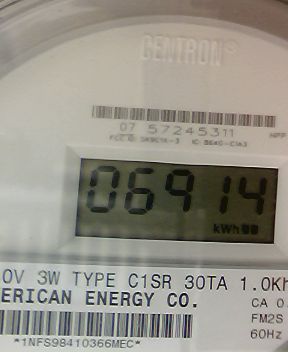 CENTRON®
07 57245311
06914
kWh
0V 3W TYPE C1SR 30TA 1.0Kh
ERICAN ENERGY CO.
CA 0.
FM2S
60Hz
*1NFS98410366MEC*